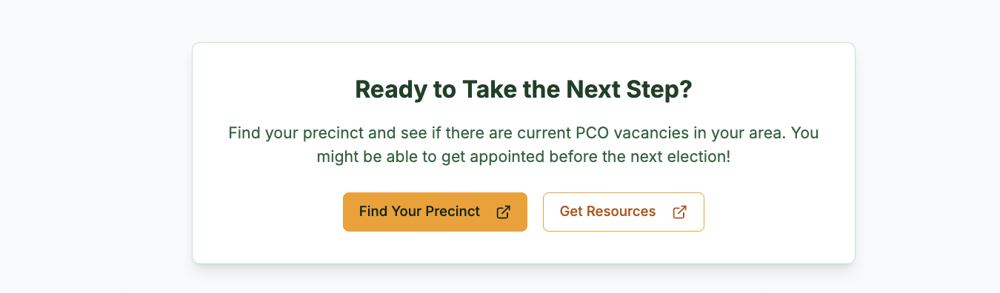 Ready to Take the Next Step?
Find your precinct and see if there are current PCO vacancies in your area. You
might be able to get appointed before the next election!
Find Your Precinct
Get Resources